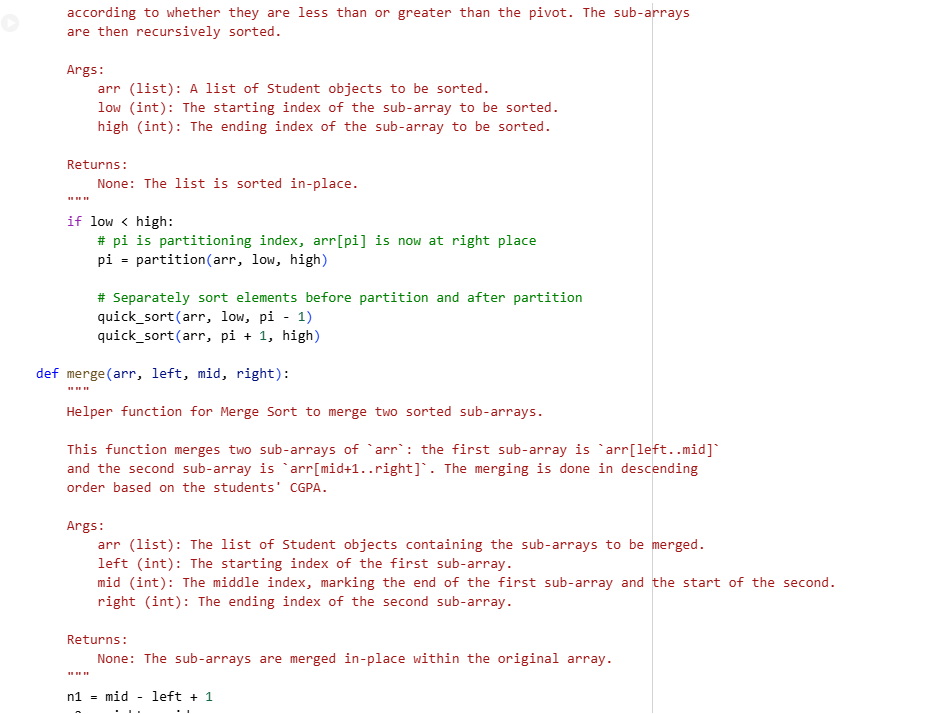 according to whether they are less than or greater than the pivot. The sub-arrays
are then recursively sorted.
Args:
arr (list): A list of Student objects to be sorted.
low (int): The starting index of the sub-array to be sorted.
high (int): The ending index of the sub-array to be sorted.
Returns:
None: The list is sorted in-place.
"""
if low < high:
# pi is partitioning index, arr[pi] is now at right place
pi = partition(arr, low, high)
# Separately sort elements before partition and after partition
quick_sort(arr, low, pi - 1)
quick_sort(arr, pi + 1, high)
def merge(arr, left, mid, right):
"""
Helper function for Merge Sort to merge two sorted sub-arrays.
This function merges two sub-arrays of `arr`: the first sub-array is `arr[left..mid]`
and the second sub-array is `arr[mid+1..right]`. The merging is done in descending
order based on the students' CGPA.
Args:
arr (list): The list of Student objects containing the sub-arrays to be merged.
left (int): The starting index of the first sub-array.
mid (int): The middle index, marking the end of the first sub-array and the start of the second.
right (int): The ending index of the second sub-array.
Returns:
None: The sub-arrays are merged in-place within the original array.
"""
n1 = mid - left + 1